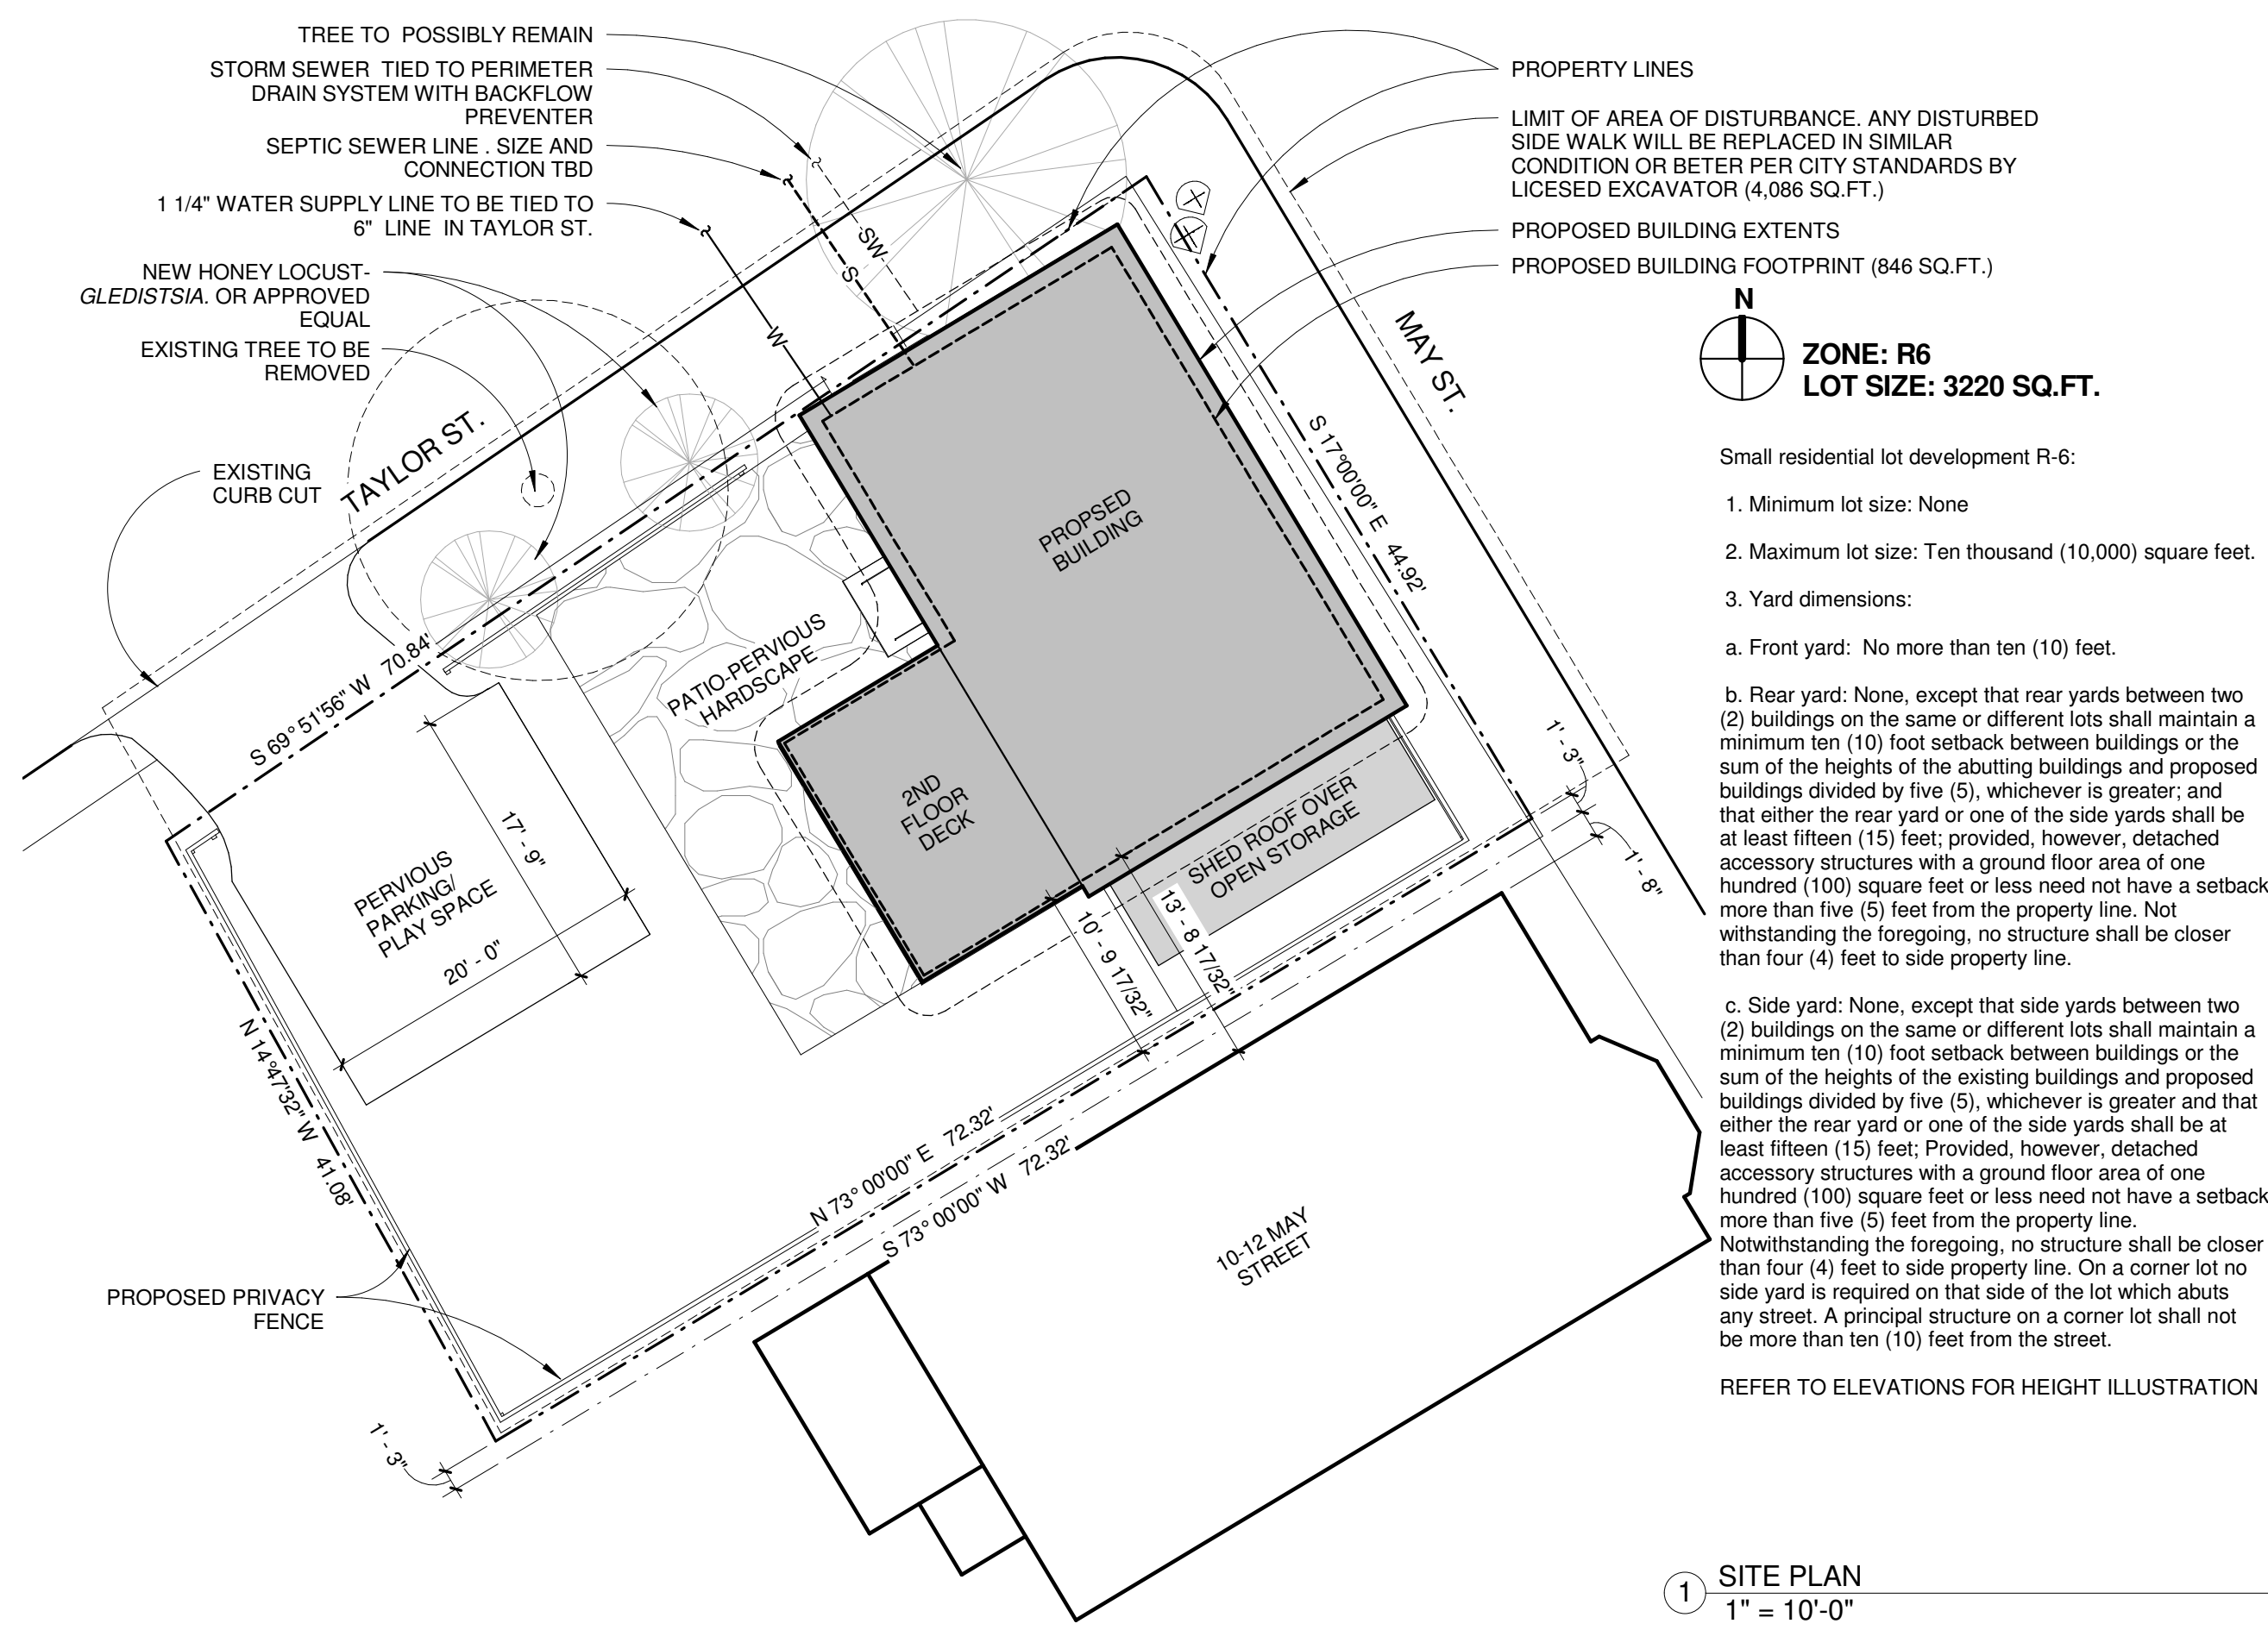 TREE TO  POSSIBLY REMAIN
STORM SEWER  TIED TO PERIMETER
DRAIN SYSTEM WITH BACKFLOW
PREVENTER
SEPTIC SEWER LINE . SIZE AND
CONNECTION TBD
1 1/4" WATER SUPPLY LINE TO BE TIED TO
6"  LINE  IN TAYLOR ST.
NEW HONEY LOCUST-
GLEDISTSIA. OR APPROVED
EQUAL
EXISTING TREE TO BE
REMOVED
EXISTING
CURB CUT
TAYLOR ST.
SW
S
W
PROPERTY LINES
LIMIT OF AREA OF DISTURBANCE. ANY DISTURBED
SIDE WALK WILL BE REPLACED IN SIMILAR
CONDITION OR BETER PER CITY STANDARDS BY
LICESED EXCAVATOR (4,086 SQ.FT.)
PROPOSED BUILDING EXTENTS
PROPOSED BUILDING FOOTPRINT (846 SQ.FT.)
MAY ST.
S 17°00'00" E  44.92'
PROPSED
BUILDING
PATIO-PERVIOUS
HARDSCAPE
2ND
FLOOR
DECK
SHED ROOF OVER
OPEN STORAGE
S 69° 51'56" W  70.84'
17' - 9"
PERVIOUS
PARKING/
PLAY SPACE
20' - 0"
10' - 9 17/32"
13' - 8 17/32"
1' - 3"
1' - 8"
N 14°47'32" W  41.08'
N 73° 00'00" E  72.32'
S 73° 00'00" W  72.32'
10-12 MAY
STREET
PROPOSED PRIVACY
FENCE
1' - 3"
N
ZONE: R6
LOT SIZE: 3220 SQ.FT.
Small residential lot development R-6:
1. Minimum lot size: None
2. Maximum lot size: Ten thousand (10,000) square feet.
3. Yard dimensions:
a. Front yard:  No more than ten (10) feet.
b. Rear yard: None, except that rear yards between two
(2) buildings on the same or different lots shall maintain a
minimum ten (10) foot setback between buildings or the
sum of the heights of the abutting buildings and proposed
buildings divided by five (5), whichever is greater; and
that either the rear yard or one of the side yards shall be
at least fifteen (15) feet; provided, however, detached
accessory structures with a ground floor area of one
hundred (100) square feet or less need not have a setback
more than five (5) feet from the property line. Not
withstanding the foregoing, no structure shall be closer
than four (4) feet to side property line.
c. Side yard: None, except that side yards between two
(2) buildings on the same or different lots shall maintain a
minimum ten (10) foot setback between buildings or the
sum of the heights of the existing buildings and proposed
buildings divided by five (5), whichever is greater and that
either the rear yard or one of the side yards shall be at
least fifteen (15) feet; Provided, however, detached
accessory structures with a ground floor area of one
hundred (100) square feet or less need not have a setback
more than five (5) feet from the property line.
Notwithstanding the foregoing, no structure shall be closer
than four (4) feet to side property line. On a corner lot no
side yard is required on that side of the lot which abuts
any street. A principal structure on a corner lot shall not
be more than ten (10) feet from the street.
REFER TO ELEVATIONS FOR HEIGHT ILLUSTRATION
1
SITE PLAN
1" = 10'-0"